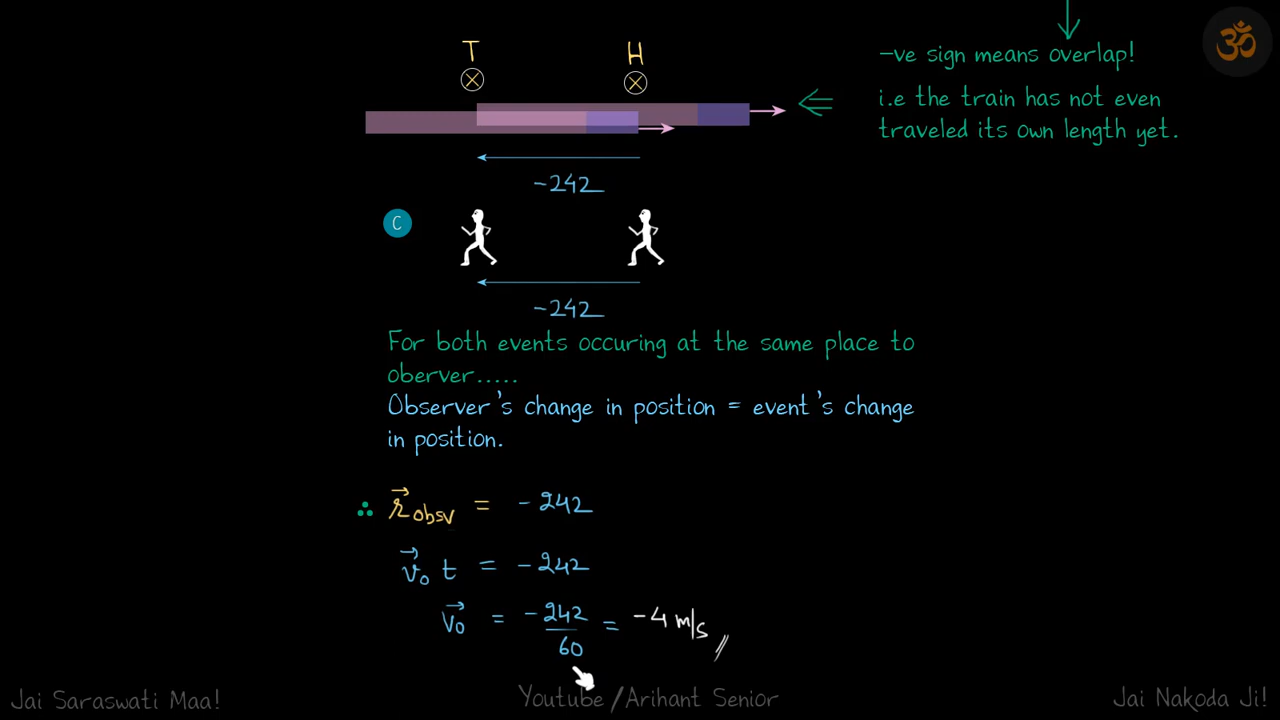 T
H
-ve sign means overlap!
ॐ
i.e the train has not even
traveled its own length yet.
-242
C
-242
For both events occuring at the same place to
oberver.....
Observer's change in position = event's change
in position.
∴ r⃗obsv = -242
v⃗₀ t = -242
v⃗₀ = -242/60 = -4 m/s //
Jai Saraswati Maa!
Youtube/Arihant Senior
Jai Nakoda Ji!